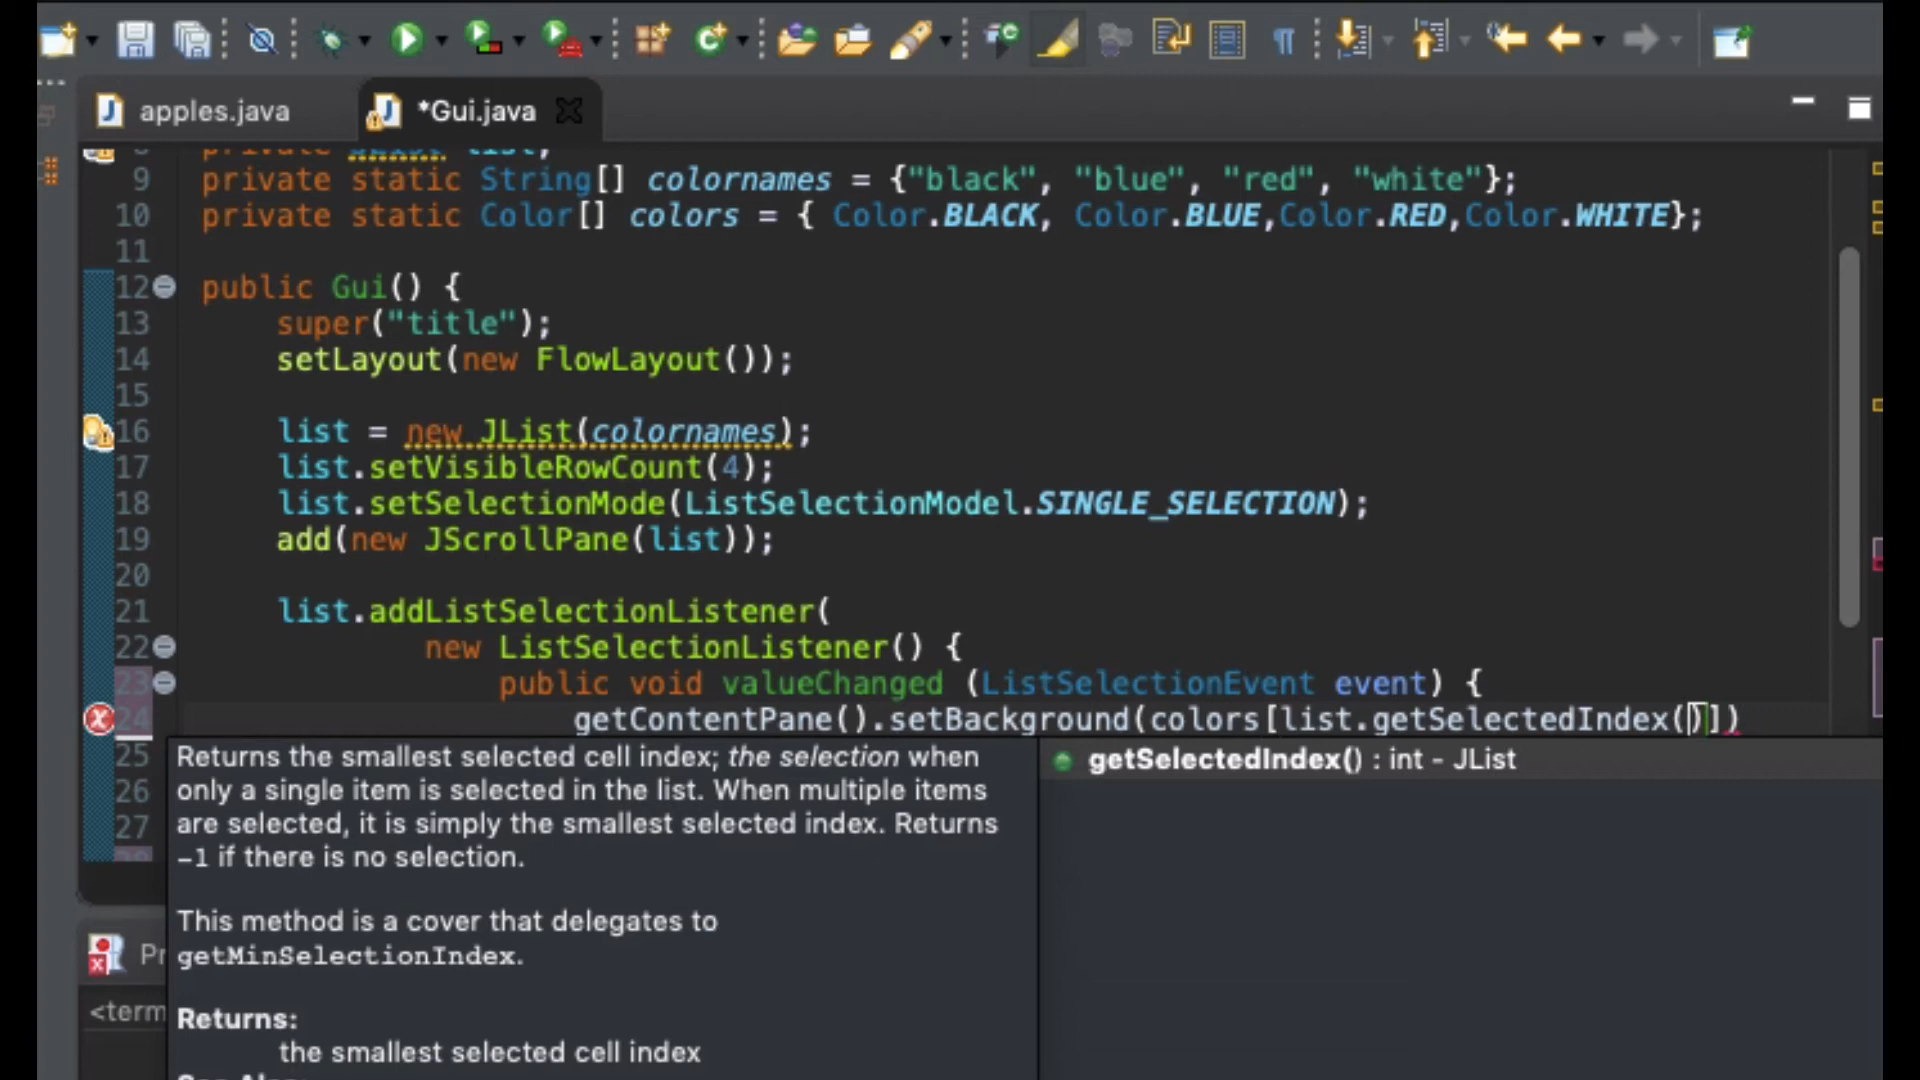 apples.java
*Gui.java
private list;
9 private static String[] colornames = {"black", "blue", "red", "white"};
10 private static Color[] colors = { Color.BLACK, Color.BLUE,Color.RED,Color.WHITE};
11
12 public Gui() {
13 super("title");
14 setLayout(new FlowLayout());
15
16 list = new JList(colornames);
17 list.setVisibleRowCount(4);
18 list.setSelectionMode(ListSelectionModel.SINGLE_SELECTION);
19 add(new JScrollPane(list));
20
21 list.addListSelectionListener(
22 new ListSelectionListener() {
23 public void valueChanged (ListSelectionEvent event) {
24 getContentPane().setBackground(colors[list.getSelectedIndex()])
25
26
27
Returns the smallest selected cell index; the selection when
only a single item is selected in the list. When multiple items
are selected, it is simply the smallest selected index. Returns
-1 if there is no selection.
This method is a cover that delegates to
getMinSelectionIndex.
Returns:
the smallest selected cell index
getSelectedIndex() : int - JList
Pr
<term